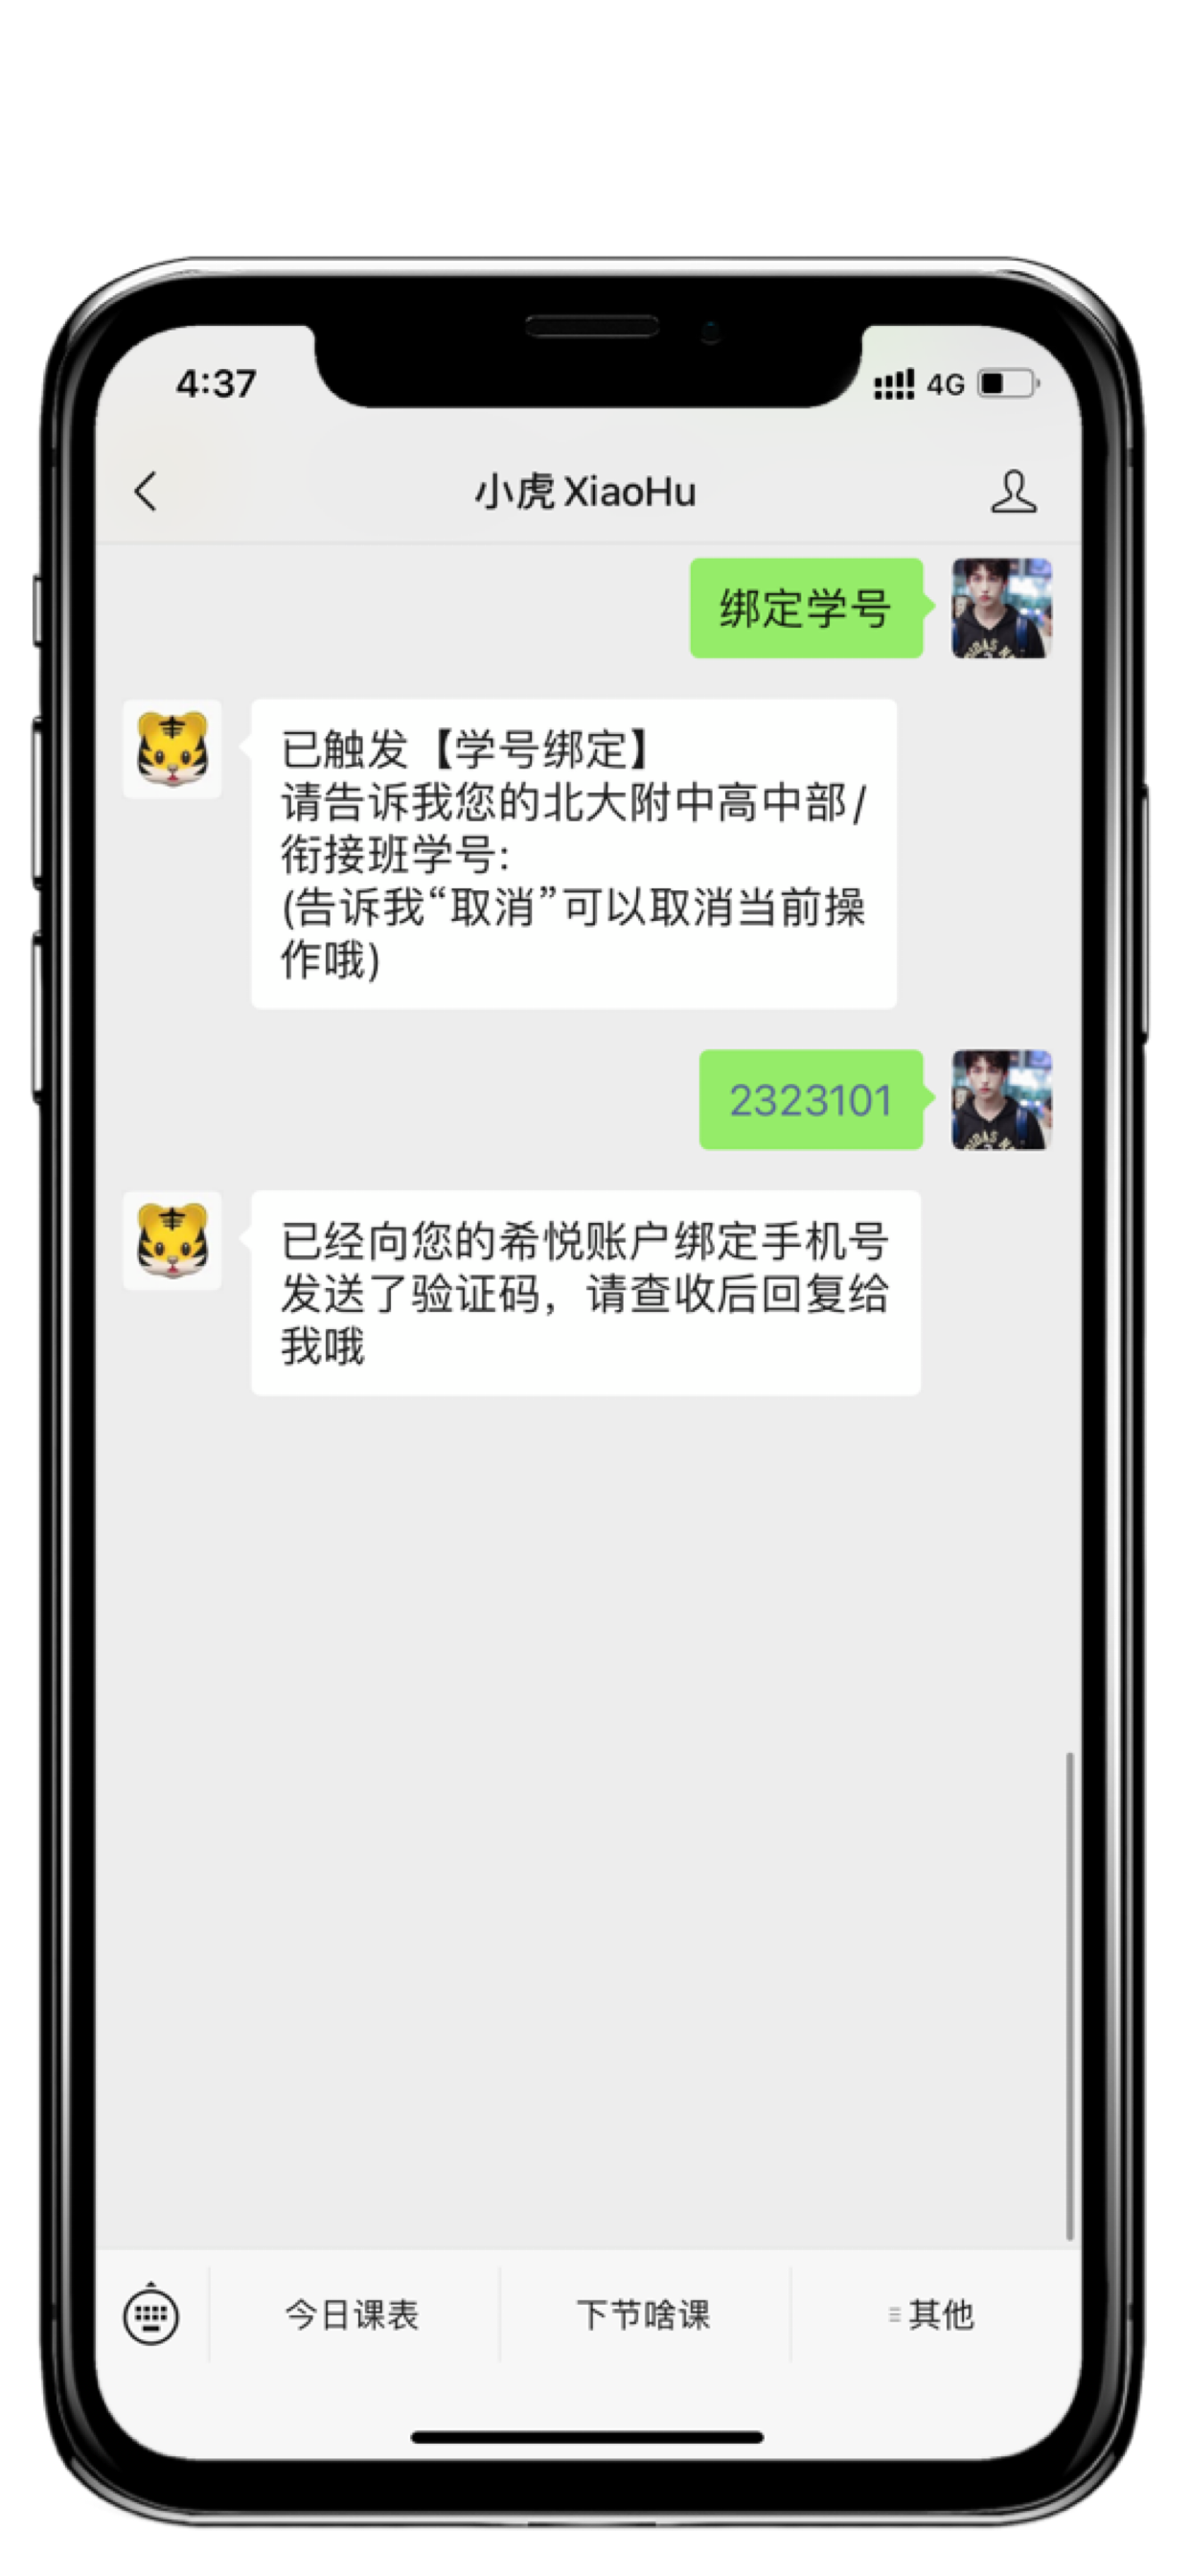 4:37
4G
小虎 XiaoHu
绑定学号
已触发【学号绑定】
请告诉我您的北大附中高中部/
衔接班学号:
(告诉我“取消”可以取消当前操
作哦)
2323101
已经向您的希悦账户绑定手机号
发送了验证码，请查收后回复给
我哦
今日课表
下节啥课
其他